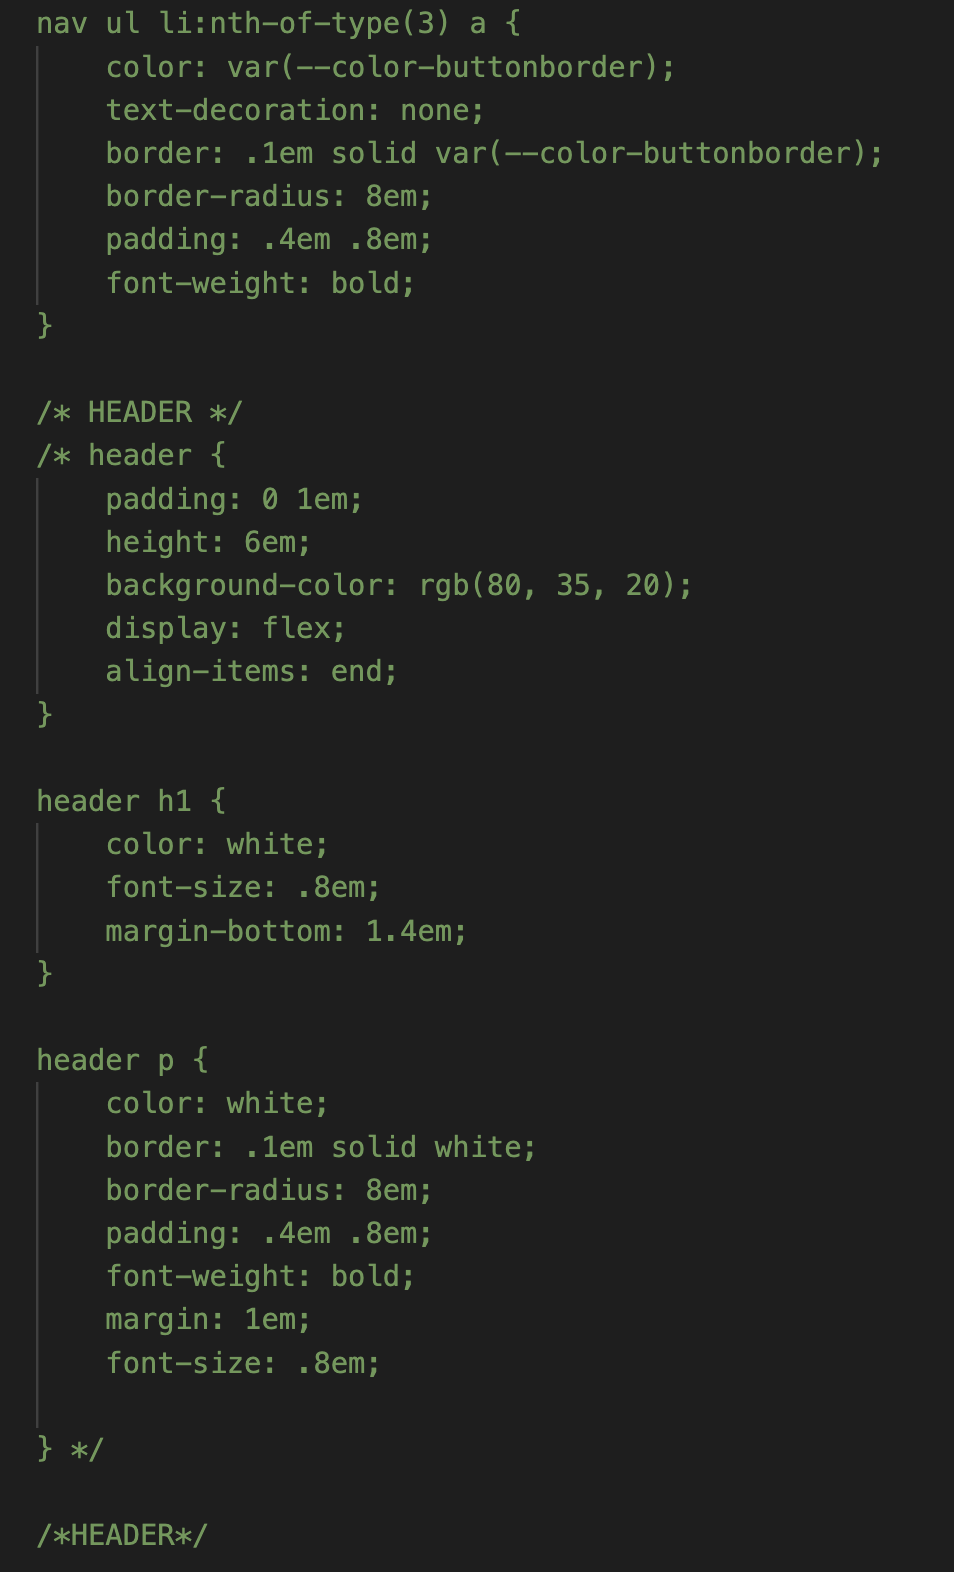 nav ul li:nth-of-type(3) a {
    color: var(--color-buttonborder);
    text-decoration: none;
    border: .1em solid var(--color-buttonborder);
    border-radius: 8em;
    padding: .4em .8em;
    font-weight: bold;
}

/* HEADER */
/* header {
    padding: 0 1em;
    height: 6em;
    background-color: rgb(80, 35, 20);
    display: flex;
    align-items: end;
}

header h1 {
    color: white;
    font-size: .8em;
    margin-bottom: 1.4em;
}

header p {
    color: white;
    border: .1em solid white;
    border-radius: 8em;
    padding: .4em .8em;
    font-weight: bold;
    margin: 1em;
    font-size: .8em;

} */

/*HEADER*/